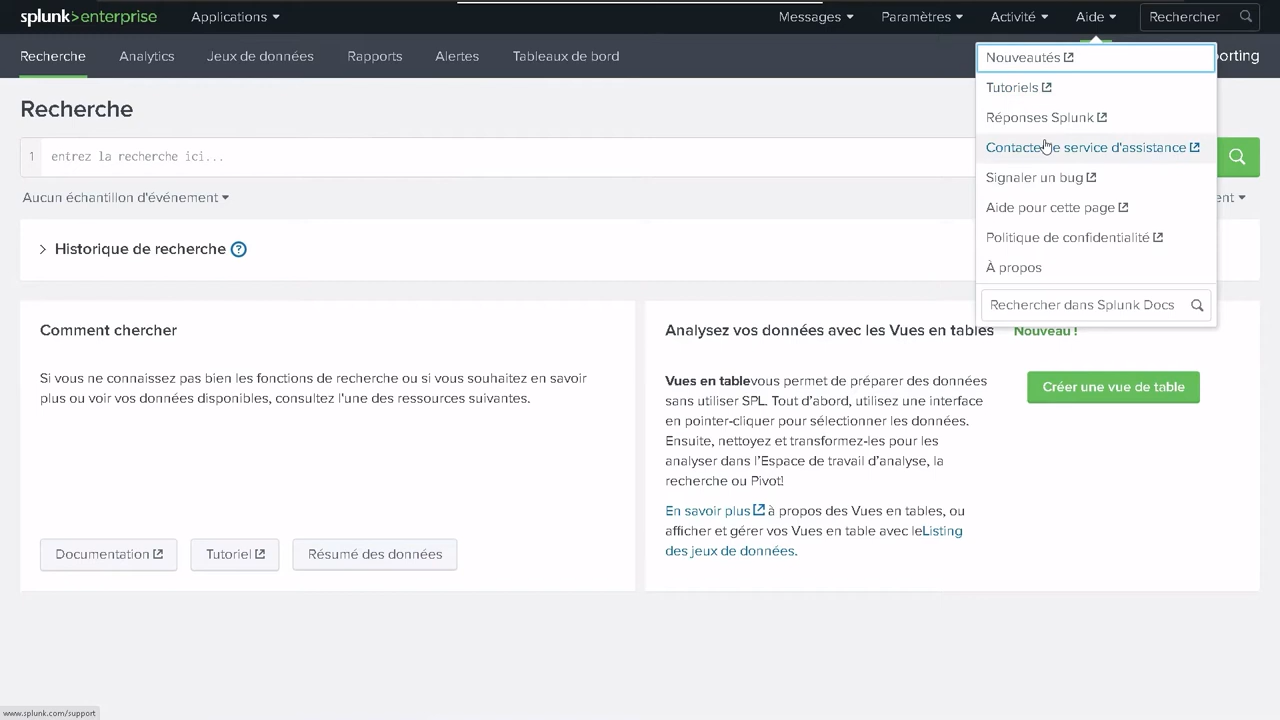 splunk>enterprise Applications Messages Paramètres Activité Aide Rechercher
Recherche Analytics Jeux de données Rapports Alertes Tableaux de bord orting
Nouveautés
Tutoriels
Réponses Splunk
Contacte e service d'assistance
Signaler un bug
Aide pour cette page
Politique de confidentialité
À propos
Rechercher dans Splunk Docs
Recherche
1 entrez la recherche ici...
Aucun échantillon d'événement ent
Historique de recherche ?
Comment chercher
Si vous ne connaissez pas bien les fonctions de recherche ou si vous souhaitez en savoir
plus ou voir vos données disponibles, consultez l'une des ressources suivantes.
Documentation Tutoriel Résumé des données
Analysez vos données avec les Vues en tables Nouveau !
Vues en tablevous permet de préparer des données
sans utiliser SPL. Tout d'abord, utilisez une interface
en pointer-cliquer pour sélectionner les données.
Ensuite, nettoyez et transformez-les pour les
analyser dans l'Espace de travail d'analyse, la
recherche ou Pivot!
Créer une vue de table
En savoir plus à propos des Vues en tables, ou
afficher et gérer vos Vues en table avec leListing
des jeux de données.
www.splunk.com/support